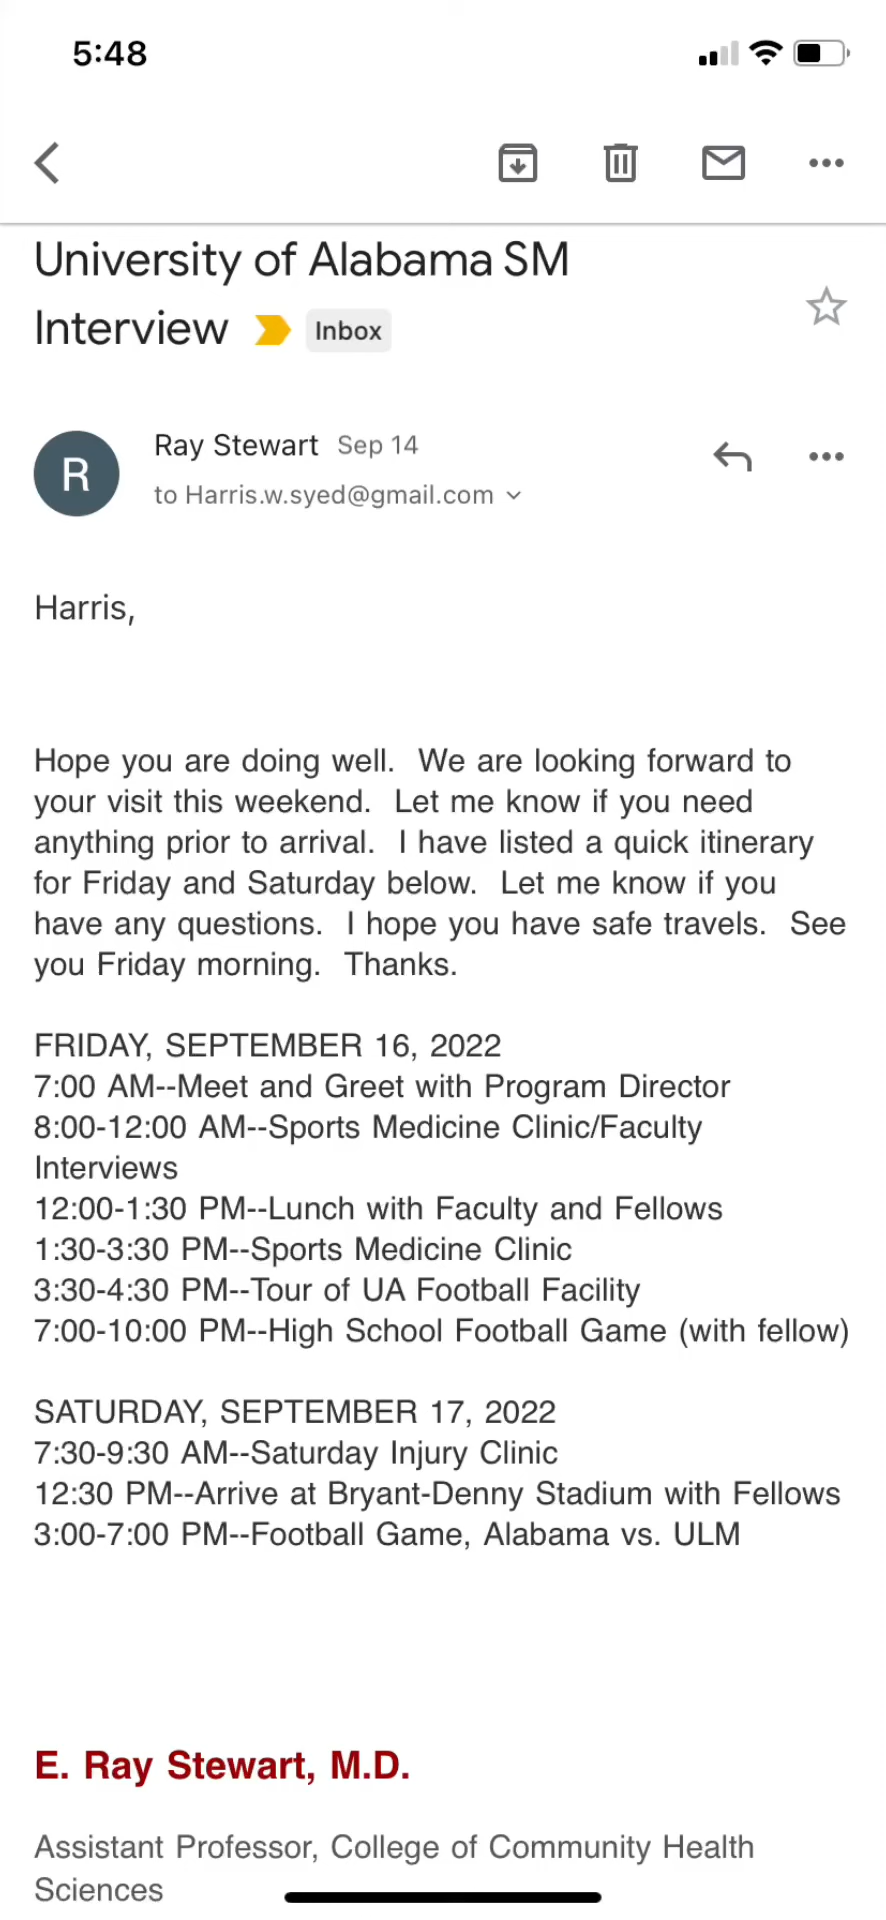 5:48
University of Alabama SM
Interview Inbox
Ray Stewart Sep 14
R
to Harris.w.syed@gmail.com
Harris,
Hope you are doing well.  We are looking forward to
your visit this weekend.  Let me know if you need
anything prior to arrival.  I have listed a quick itinerary
for Friday and Saturday below.  Let me know if you
have any questions.  I hope you have safe travels.  See
you Friday morning.  Thanks.
FRIDAY, SEPTEMBER 16, 2022
7:00 AM--Meet and Greet with Program Director
8:00-12:00 AM--Sports Medicine Clinic/Faculty
Interviews
12:00-1:30 PM--Lunch with Faculty and Fellows
1:30-3:30 PM--Sports Medicine Clinic
3:30-4:30 PM--Tour of UA Football Facility
7:00-10:00 PM--High School Football Game (with fellow)
SATURDAY, SEPTEMBER 17, 2022
7:30-9:30 AM--Saturday Injury Clinic
12:30 PM--Arrive at Bryant-Denny Stadium with Fellows
3:00-7:00 PM--Football Game, Alabama vs. ULM
E. Ray Stewart, M.D.
Assistant Professor, College of Community Health
Sciences